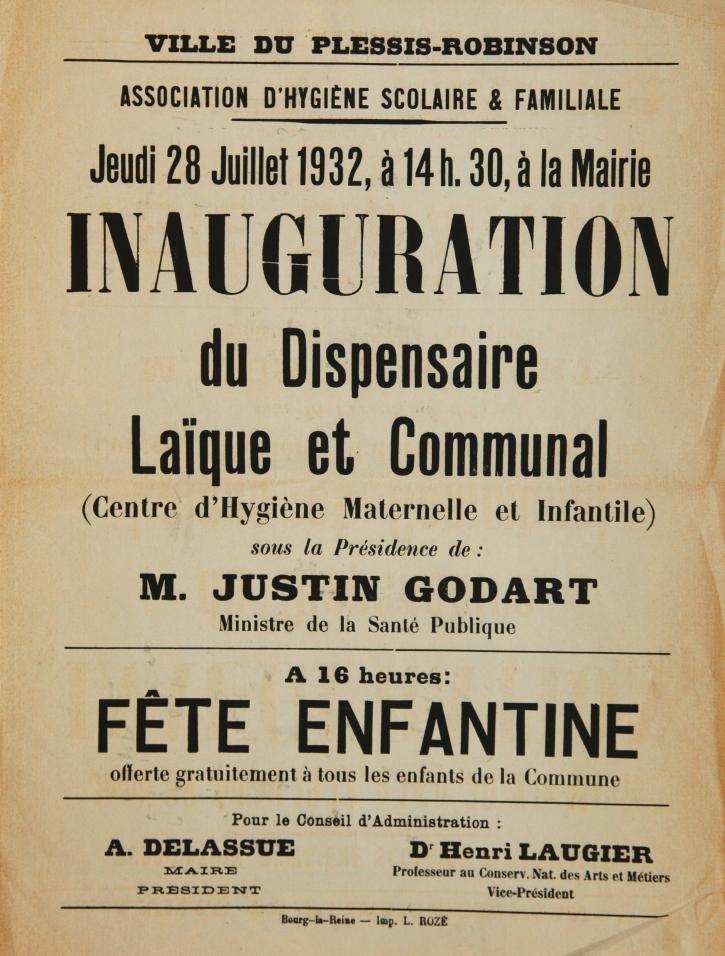 VILLE DU PLESSIS-ROBINSON
ASSOCIATION D'HYGIÈNE SCOLAIRE & FAMILIALE
Jeudi 28 Juillet 1932, à 14 h. 30, à la Mairie
INAUGURATION
du Dispensaire
Laïque et Communal
(Centre d'Hygiène Maternelle et Infantile)
sous la Présidence de :
M. JUSTIN GODART
Ministre de la Santé Publique
A 16 heures:
FÊTE ENFANTINE
offerte gratuitement à tous les enfants de la Commune
Pour le Conseil d'Administration :
A. DELASSUE
MAIRE
PRESIDENT
Dr Henri LAUGIER
Professeur au Conserv. Nat. des Arts et Métiers
Vice-Président
Bourg-la-Reine — Imp. L. ROZÉ